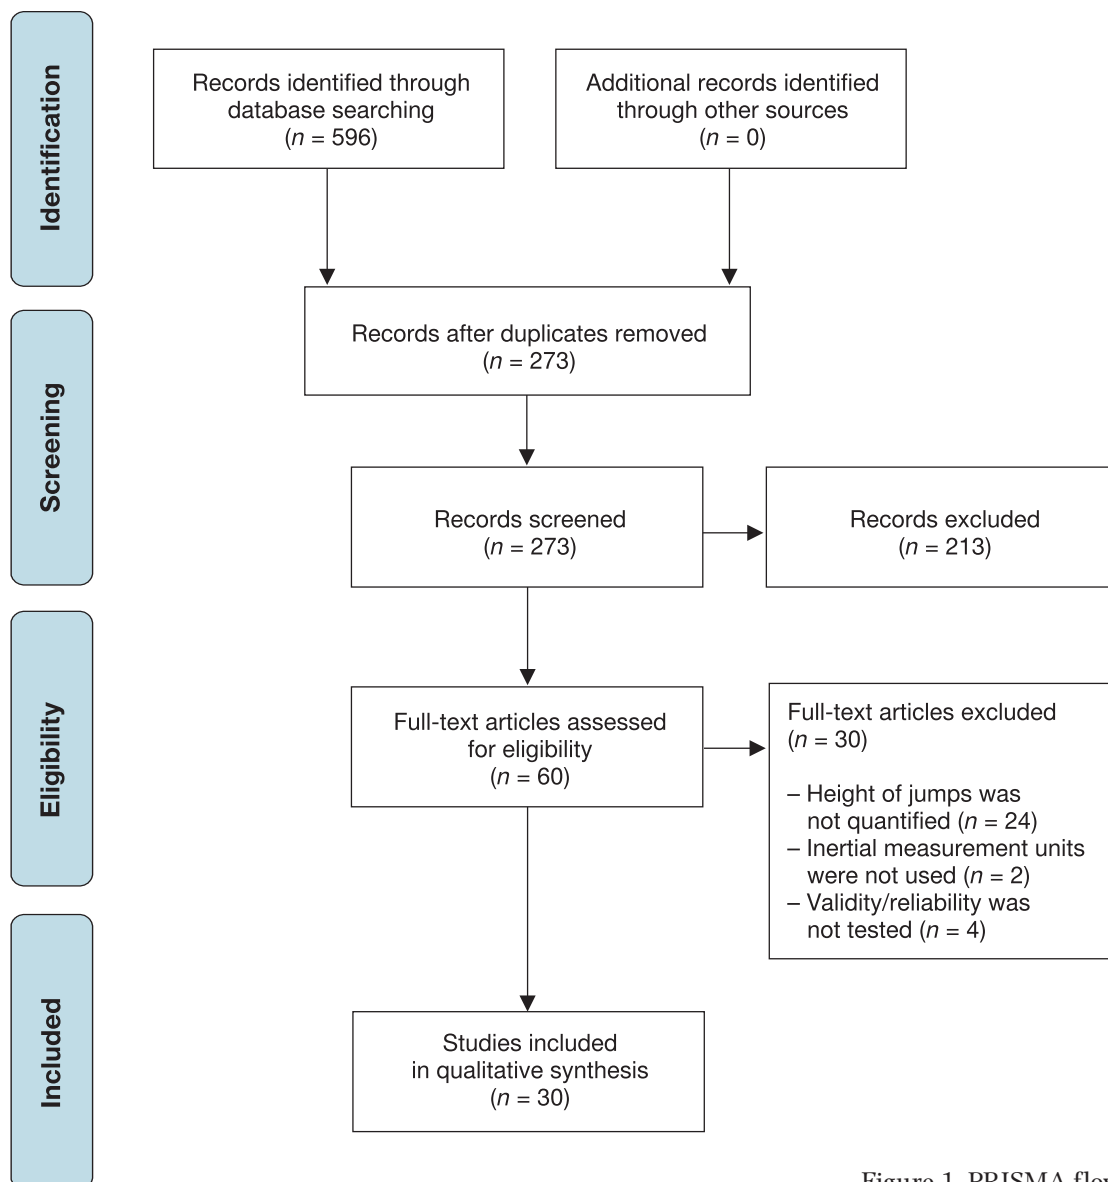 Identification
Records identified through
database searching
(n = 596)
Additional records identified
through other sources
(n = 0)
Screening
Records after duplicates removed
(n = 273)
Records screened
(n = 273)
Records excluded
(n = 213)
Eligibility
Full-text articles assessed
for eligibility
(n = 60)
Full-text articles excluded
(n = 30)
– Height of jumps was
not quantified (n = 24)
– Inertial measurement units
were not used (n = 2)
– Validity/reliability was
not tested (n = 4)
Included
Studies included
in qualitative synthesis
(n = 30)
Figure 1. PRISMA